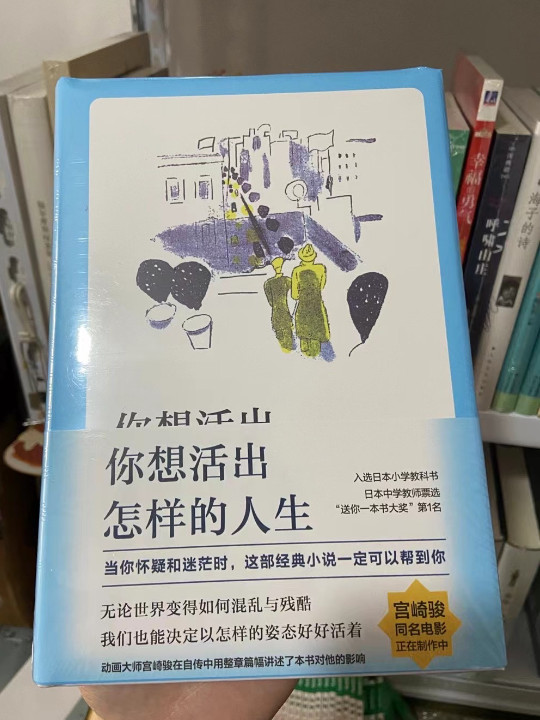 你想活出
你想活出
怎样的人生
入选日本小学教科书
日本中学教师票选
“送你一本书大奖”第1名
当你怀疑和迷茫时，这部经典小说一定可以帮到你
无论世界变得如何混乱与残酷
我们也能决定以怎样的姿态好好活着
动画大师宫崎骏在自传中用整章篇幅讲述了本书对他的影响
宫崎骏
同名电影
正在制作中
幸福的勇气
呼啸山庄
海子的诗